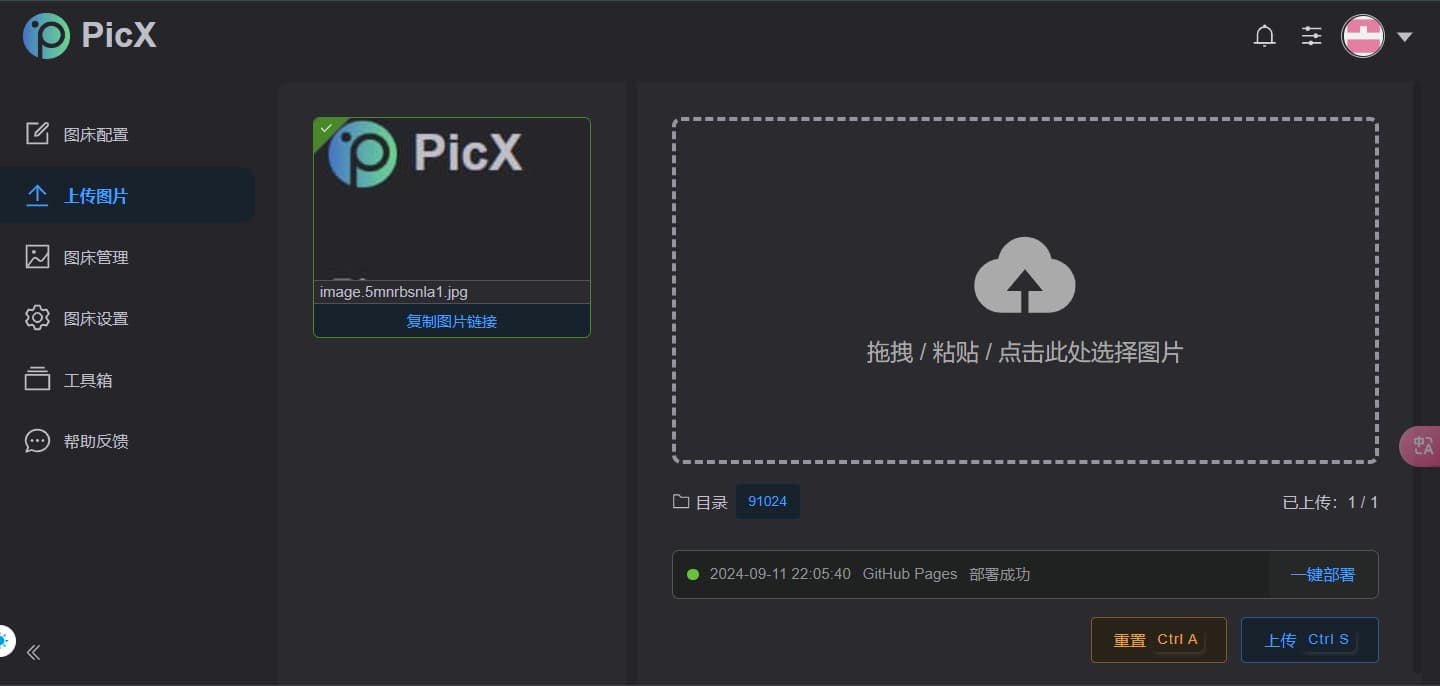 PicX
图床配置
上传图片
图床管理
图床设置
工具箱
帮助反馈
PicX
image.5mnrbsnla1.jpg
复制图片链接
拖拽 / 粘贴 / 点击此处选择图片
目录 91024 已上传：1 / 1
2024-09-11 22:05:40 GitHub Pages 部署成功 一键部署
重置 Ctrl A 上传 Ctrl S
中 A